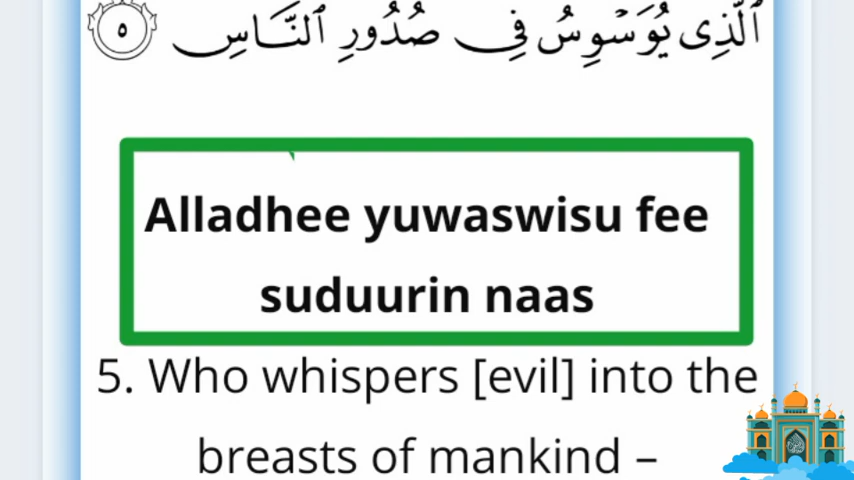 ٱلَّذِى يُوَسْوِسُ فِى صُدُورِ ٱلنَّاسِ ٥
Alladhee yuwaswisu fee
suduurin naas
5. Who whispers [evil] into the
breasts of mankind –